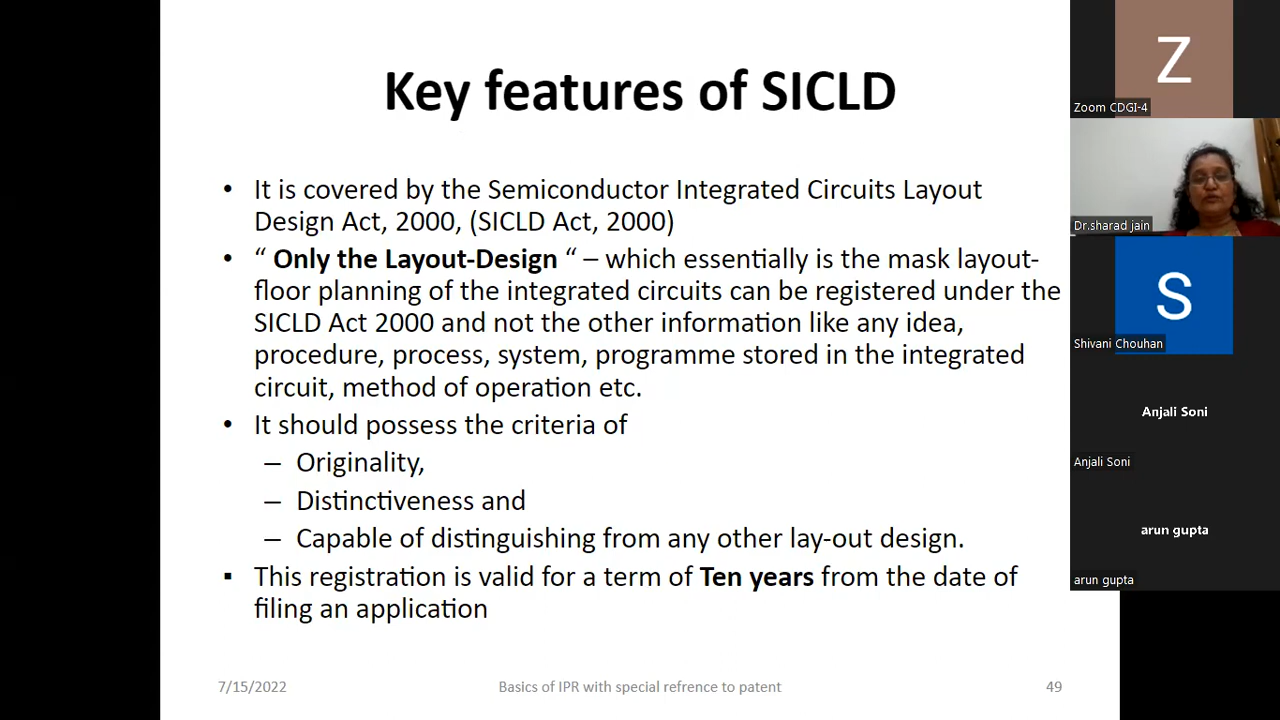 Key features of SICLD
• It is covered by the Semiconductor Integrated Circuits Layout
Design Act, 2000, (SICLD Act, 2000)
• “ Only the Layout-Design “ – which essentially is the mask layout-
floor planning of the integrated circuits can be registered under the
SICLD Act 2000 and not the other information like any idea,
procedure, process, system, programme stored in the integrated
circuit, method of operation etc.
• It should possess the criteria of
– Originality,
– Distinctiveness and
– Capable of distinguishing from any other lay-out design.
▪ This registration is valid for a term of Ten years from the date of
filing an application
7/15/2022
Basics of IPR with special refrence to patent
49
Z
Zoom CDGI-4
Dr.sharad jain
S
Shivani Chouhan
Anjali Soni
Anjali Soni
arun gupta
arun gupta